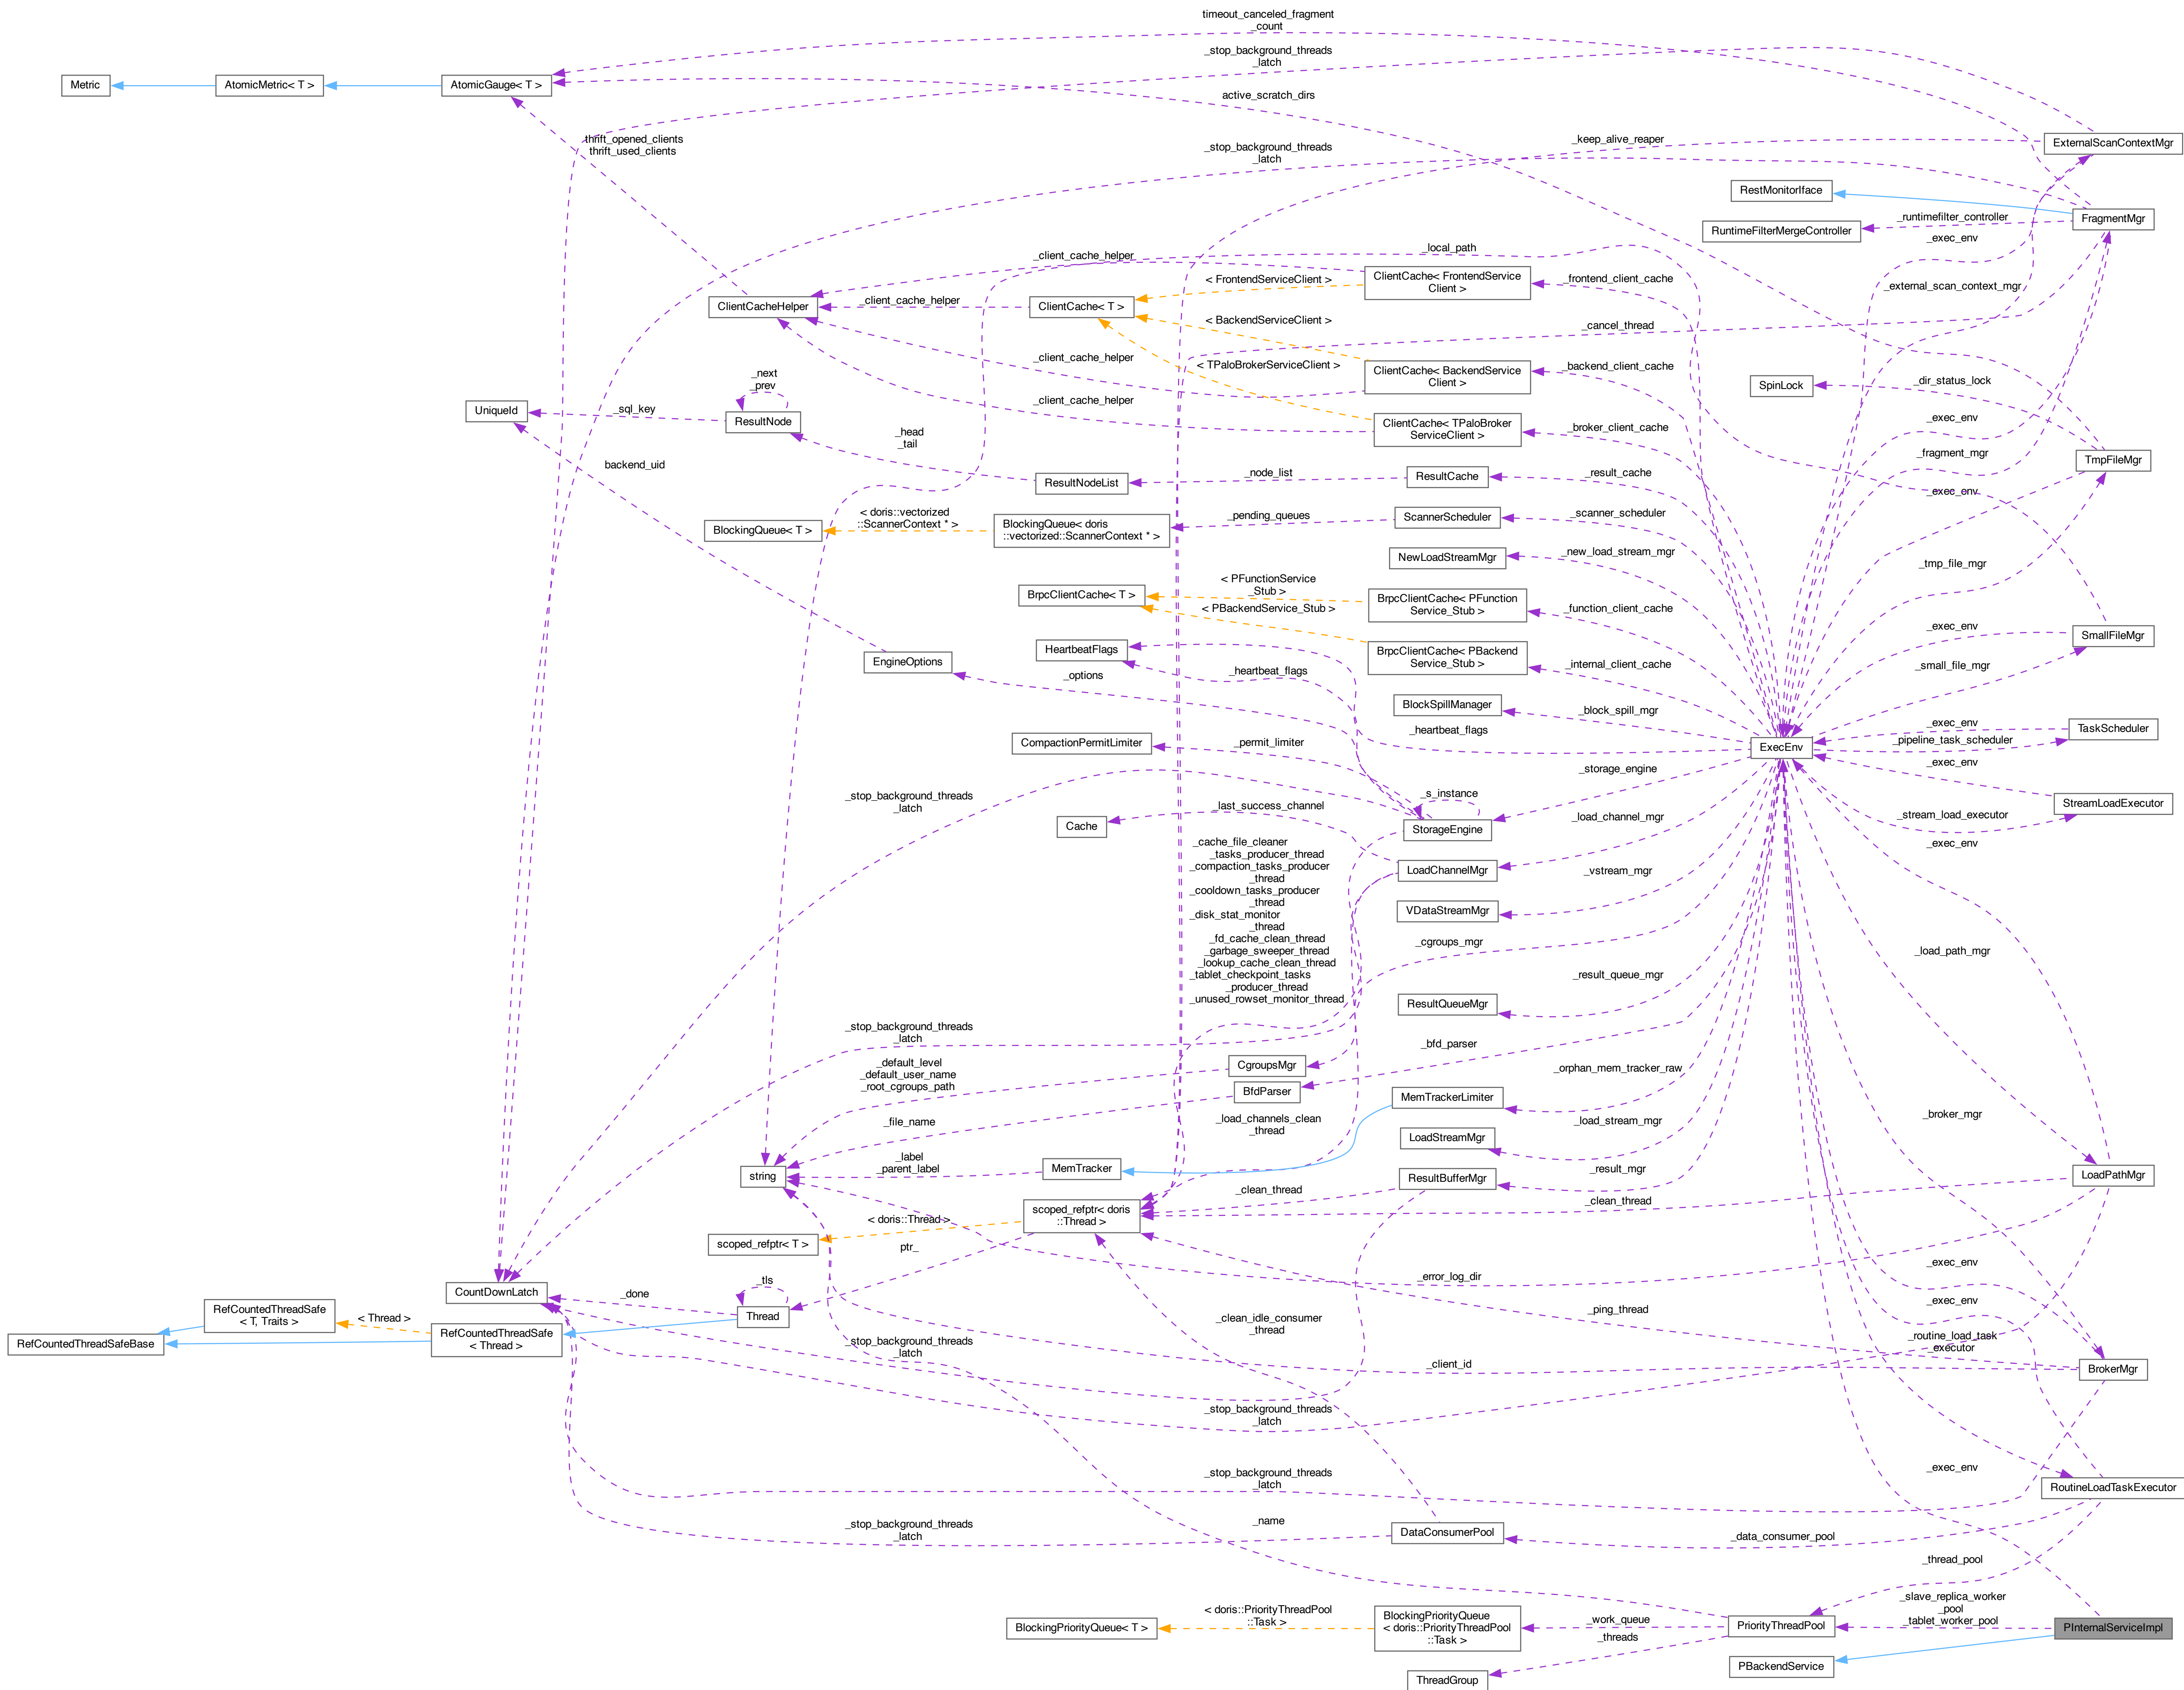 timeout_canceled_fragment
_count
_stop_background_threads
_latch
Metric
AtomicMetric< T >
AtomicGauge< T >
active_scratch_dirs
thrift_opened_clients
thrift_used_clients
_keep_alive_reaper
ExternalScanContextMgr
_stop_background_threads
_latch
RestMonitorIface
FragmentMgr
_runtimefilter_controller
RuntimeFilterMergeController
_exec_env
_local_path
_client_cache_helper
< FrontendServiceClient >
ClientCache< FrontendService
Client >
_frontend_client_cache
_external_scan_context_mgr
ClientCacheHelper
_client_cache_helper
ClientCache< T >
< BackendServiceClient >
_cancel_thread
_client_cache_helper
< TPaloBrokerServiceClient >
ClientCache< BackendService
Client >
_backend_client_cache
SpinLock
_dir_status_lock
_next
_prev
UniqueId
_sql_key
ResultNode
_client_cache_helper
ClientCache< TPaloBroker
ServiceClient >
_broker_client_cache
_exec_env
_head
_tail
_fragment_mgr
TmpFileMgr
backend_uid
ResultNodeList
_node_list
ResultCache
_result_cache
_exec_env
BlockingQueue< T >
< doris::vectorized
::ScannerContext * >
BlockingQueue< doris
::vectorized::ScannerContext * >
_pending_queues
ScannerScheduler
_scanner_scheduler
NewLoadStreamMgr
_new_load_stream_mgr
_tmp_file_mgr
BrpcClientCache< T >
< PFunctionService
_Stub >
< PBackendService_Stub >
BrpcClientCache< PFunction
Service_Stub >
_function_client_cache
_exec_env
SmallFileMgr
HeartbeatFlags
BrpcClientCache< PBackend
Service_Stub >
_internal_client_cache
_small_file_mgr
EngineOptions
_options
_heartbeat_flags
BlockSpillManager
_block_spill_mgr
_heartbeat_flags
ExecEnv
_exec_env
TaskScheduler
_pipeline_task_scheduler
CompactionPermitLimiter
_permit_limiter
_storage_engine
_exec_env
_stop_background_threads
_latch
_s_instance
StorageEngine
_last_success_channel
Cache
_load_channel_mgr
_stream_load_executor
StreamLoadExecutor
_exec_env
_cache_file_cleaner
_tasks_producer_thread
_compaction_tasks_producer
_thread
_cooldown_tasks_producer
_thread
_disk_stat_monitor
_thread
_fd_cache_clean_thread
_garbage_sweeper_thread
_lookup_cache_clean_thread
_tablet_checkpoint_tasks
_producer_thread
_unused_rowset_monitor_thread
LoadChannelMgr
_vstream_mgr
VDataStreamMgr
_cgroups_mgr
_load_path_mgr
_result_queue_mgr
ResultQueueMgr
_stop_background_threads
_latch
_bfd_parser
_default_level
_default_user_name
_root_cgroups_path
CgroupsMgr
_orphan_mem_tracker_raw
BfdParser
MemTrackerLimiter
_file_name
_load_channels_clean
_thread
LoadStreamMgr
_load_stream_mgr
_broker_mgr
_label
_parent_label
string
MemTracker
_result_mgr
ResultBufferMgr
LoadPathMgr
_clean_thread
_clean_thread
scoped_refptr< doris
::Thread >
< doris::Thread >
scoped_refptr< T >
ptr_
_exec_env
_tls
_error_log_dir
CountDownLatch
_done
Thread
_ping_thread
_exec_env
RefCountedThreadSafe
< T, Traits >
< Thread >
RefCountedThreadSafe
< Thread >
RefCountedThreadSafeBase
_clean_idle_consumer
_thread
_routine_load_task
_executor
_stop_background_threads
_latch
_client_id
BrokerMgr
_stop_background_threads
_latch
_stop_background_threads
_latch
_exec_env
RoutineLoadTaskExecutor
_stop_background_threads
_latch
_name
DataConsumerPool
_data_consumer_pool
_thread_pool
_slave_replica_worker
_pool
_tablet_worker_pool
BlockingPriorityQueue< T >
< doris::PriorityThreadPool
::Task >
BlockingPriorityQueue
< doris::PriorityThreadPool
::Task >
_work_queue
PriorityThreadPool
PInternalServiceImpl
_threads
PBackendService
ThreadGroup